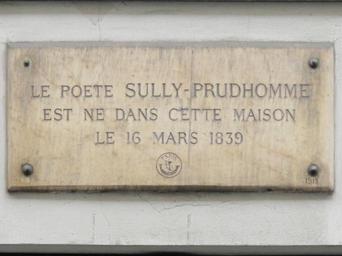 LE POETE SULLY-PRUDHOMME
EST NE DANS CETTE MAISON
LE 16 MARS 1839